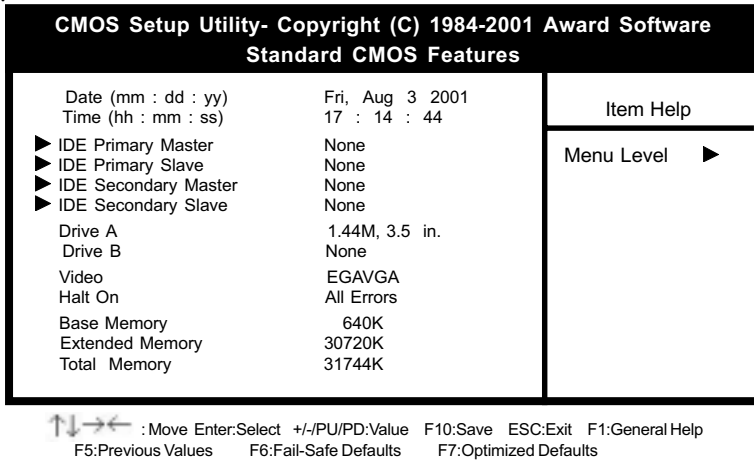 CMOS Setup Utility- Copyright (C) 1984-2001 Award Software
Standard CMOS Features
Date (mm : dd : yy) Fri, Aug 3 2001
Time (hh : mm : ss) 17 : 14 : 44
Item Help
▶ IDE Primary Master None
▶ IDE Primary Slave None
▶ IDE Secondary Master None
▶ IDE Secondary Slave None
Menu Level ▶
Drive A 1.44M, 3.5 in.
Drive B None
Video EGAVGA
Halt On All Errors
Base Memory 640K
Extended Memory 30720K
Total Memory 31744K
↑↓→← : Move Enter:Select +/-/PU/PD:Value F10:Save ESC:Exit F1:General Help
F5:Previous Values F6:Fail-Safe Defaults F7:Optimized Defaults